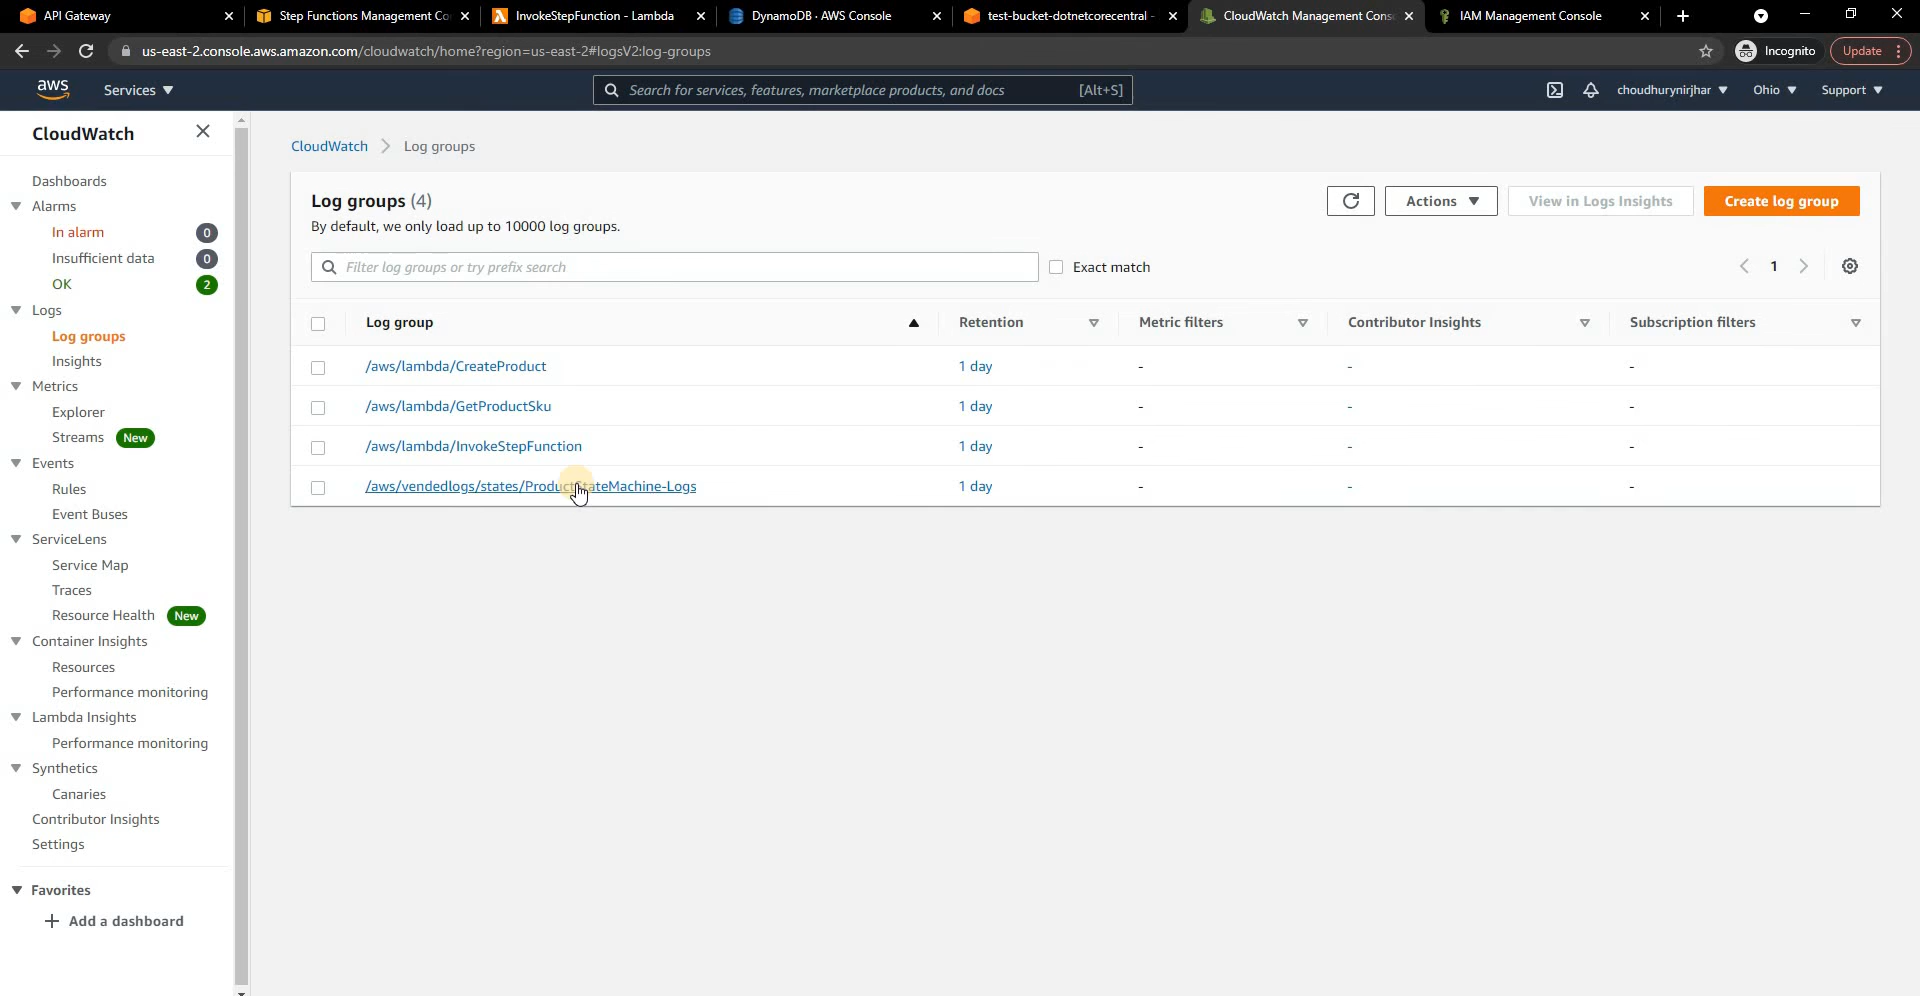 API Gateway
Step Functions Management Co
InvokeStepFunction - Lambda
DynamoDB · AWS Console
test-bucket-dotnetcorecentral -
CloudWatch Management Cons
IAM Management Console
us-east-2.console.aws.amazon.com/cloudwatch/home?region=us-east-2#logsV2:log-groups
Incognito
Update
aws
Services
Search for services, features, marketplace products, and docs
[Alt+S]
choudhurynirjhar
Ohio
Support
CloudWatch
Dashboards
Alarms
In alarm 0
Insufficient data 0
OK 2
Logs
Log groups
Insights
Metrics
Explorer
Streams New
Events
Rules
Event Buses
ServiceLens
Service Map
Traces
Resource Health New
Container Insights
Resources
Performance monitoring
Lambda Insights
Performance monitoring
Synthetics
Canaries
Contributor Insights
Settings
Favorites
Add a dashboard
CloudWatch Log groups
Log groups (4)
By default, we only load up to 10000 log groups.
Actions
View in Logs Insights
Create log group
Filter log groups or try prefix search
Exact match
1
Log group Retention Metric filters Contributor Insights Subscription filters
/aws/lambda/CreateProduct 1 day - - -
/aws/lambda/GetProductSku 1 day - - -
/aws/lambda/InvokeStepFunction 1 day - - -
/aws/vendedlogs/states/ProductStateMachine-Logs 1 day - - -